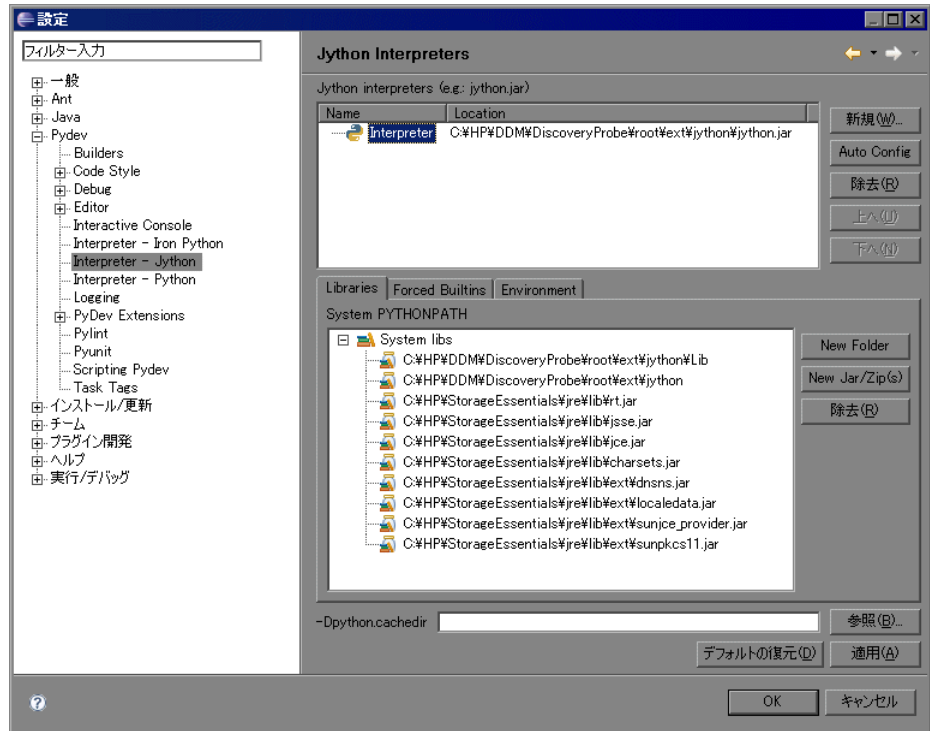 設定
フィルター入力
一般
Ant
Java
Pydev
Builders
Code Style
Debug
Editor
Interactive Console
Interpreter - Iron Python
Interpreter - Jython
Interpreter - Python
Logging
PyDev Extensions
Pylint
Pyunit
Scripting Pydev
Task Tags
インストール/更新
チーム
プラグイン開発
ヘルプ
実行/デバッグ
Jython Interpreters
Jython interpreters (e.g.: jython.jar)
Name Location
Interpreter C:¥HP¥DDM¥DiscoveryProbe¥root¥ext¥jython¥jython.jar
新規(W)...
Auto Config
除去(R)
上へ(U)
下へ(N)
Libraries Forced Builtins Environment
System PYTHONPATH
System libs
C:¥HP¥DDM¥DiscoveryProbe¥root¥ext¥jython¥Lib
C:¥HP¥DDM¥DiscoveryProbe¥root¥ext¥jython
C:¥HP¥StorageEssentials¥jre¥lib¥rt.jar
C:¥HP¥StorageEssentials¥jre¥lib¥jsse.jar
C:¥HP¥StorageEssentials¥jre¥lib¥jce.jar
C:¥HP¥StorageEssentials¥jre¥lib¥charsets.jar
C:¥HP¥StorageEssentials¥jre¥lib¥ext¥dnsns.jar
C:¥HP¥StorageEssentials¥jre¥lib¥ext¥localedata.jar
C:¥HP¥StorageEssentials¥jre¥lib¥ext¥sunjce_provider.jar
C:¥HP¥StorageEssentials¥jre¥lib¥ext¥sunpkcs11.jar
New Folder
New Jar/Zip(s)
除去(R)
-Dpython.cachedir
参照(B)...
デフォルトの復元(D)
適用(A)
OK
キャンセル